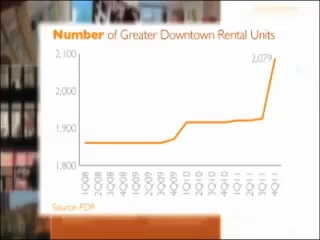 Number of Greater Downtown Rental Units
2,100
2,079
2,000
1,900
1,800
1Q08
2Q08
3Q08
4Q08
1Q09
2Q09
3Q09
4Q09
1Q10
2Q10
3Q10
4Q10
1Q11
2Q11
3Q11
4Q11
Source: PDP